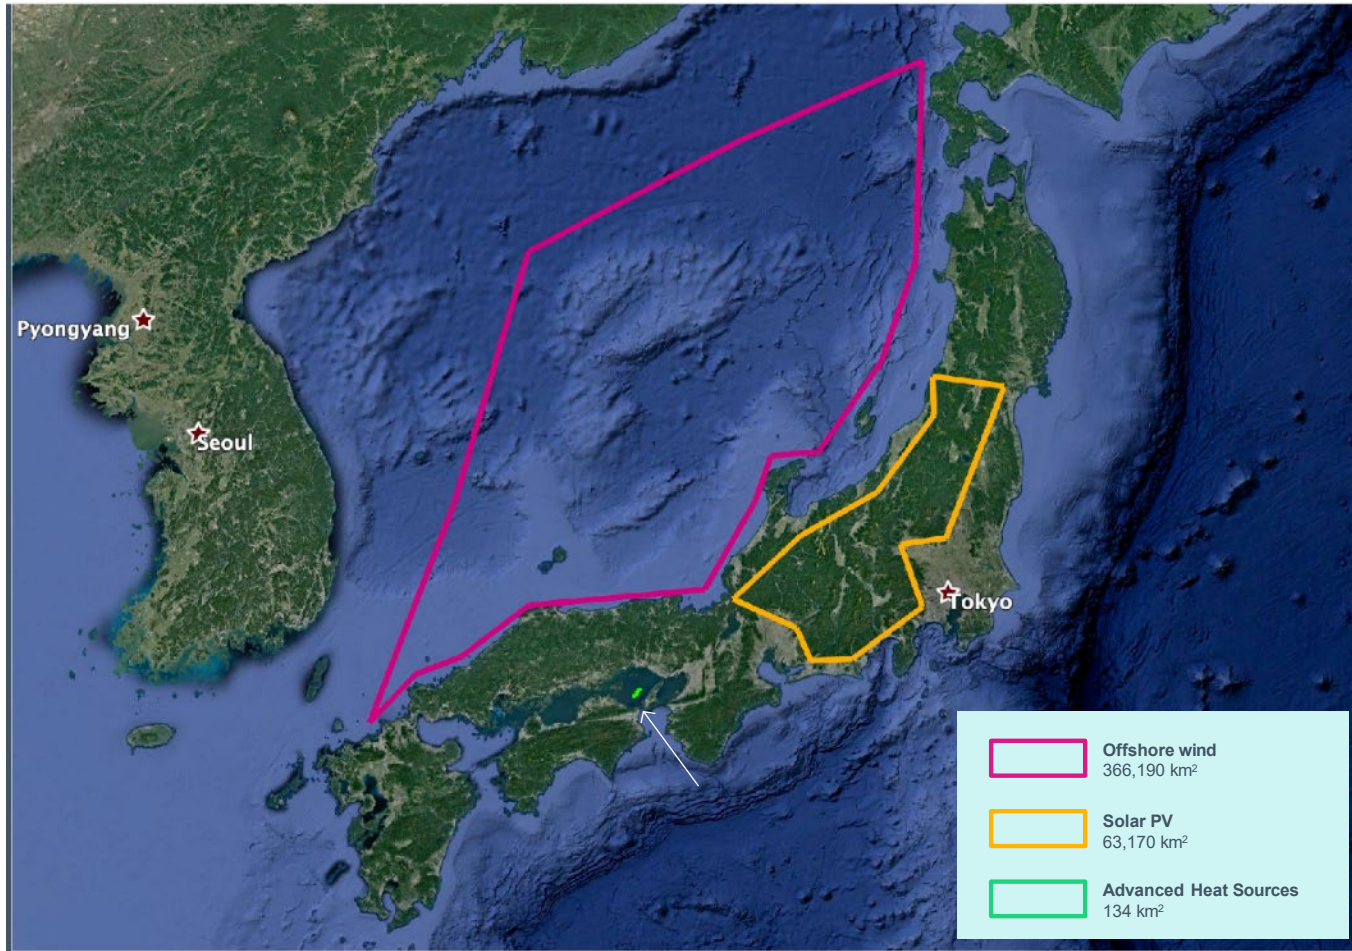 Pyongyang
Seoul
Tokyo
Offshore wind
366,190 km²
Solar PV
63,170 km²
Advanced Heat Sources
134 km²